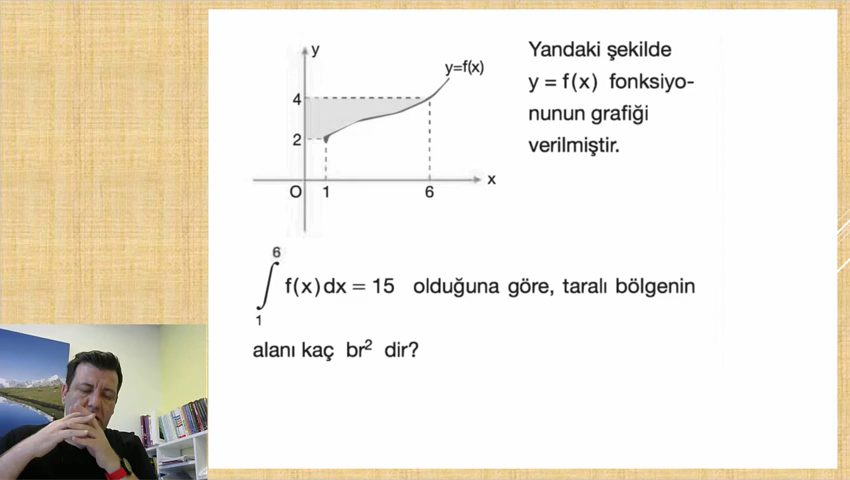 y
y=f(x)
4
2
O
1
6
x
Yandaki şekilde
y = f(x) fonksiyo-
nunun grafiği
verilmiştir.
6
∫ f(x) dx = 15 olduğuna göre, taralı bölgenin
1
alanı kaç br² dir?